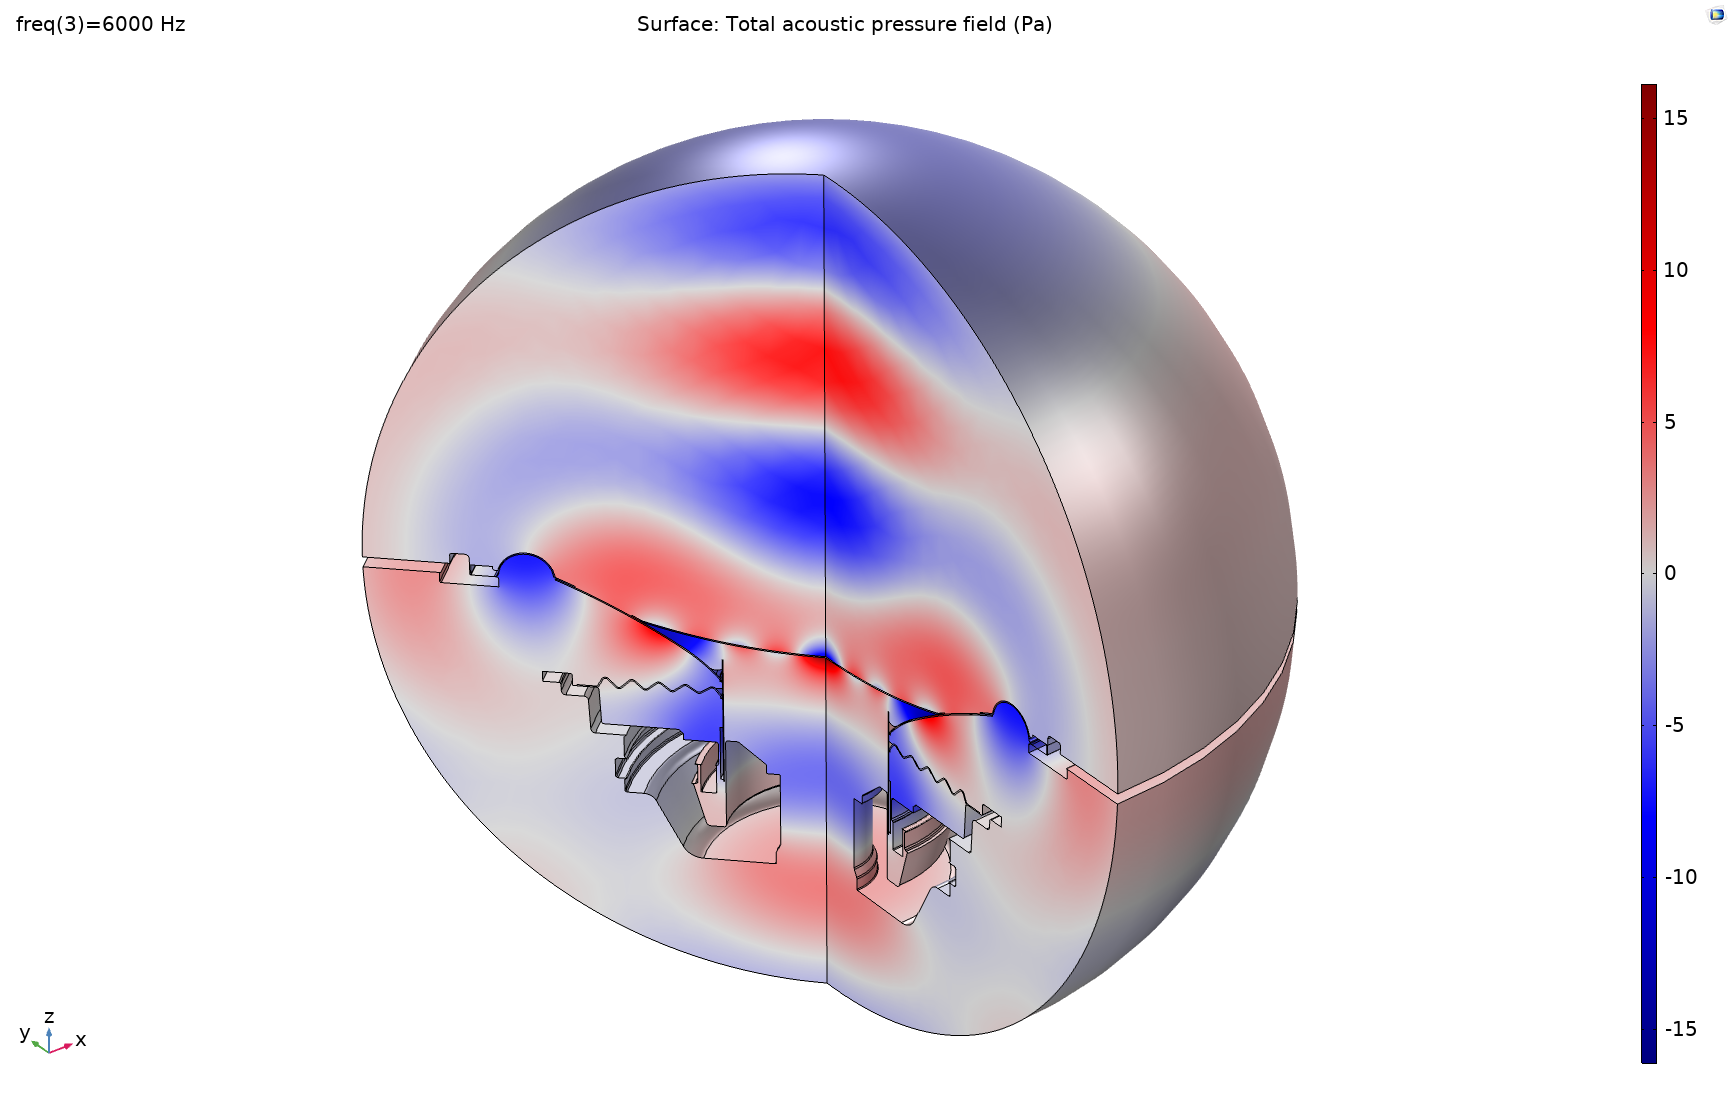 freq(3)=6000 Hz
Surface: Total acoustic pressure field (Pa)
15
10
5
0
-5
-10
-15
z
y
x